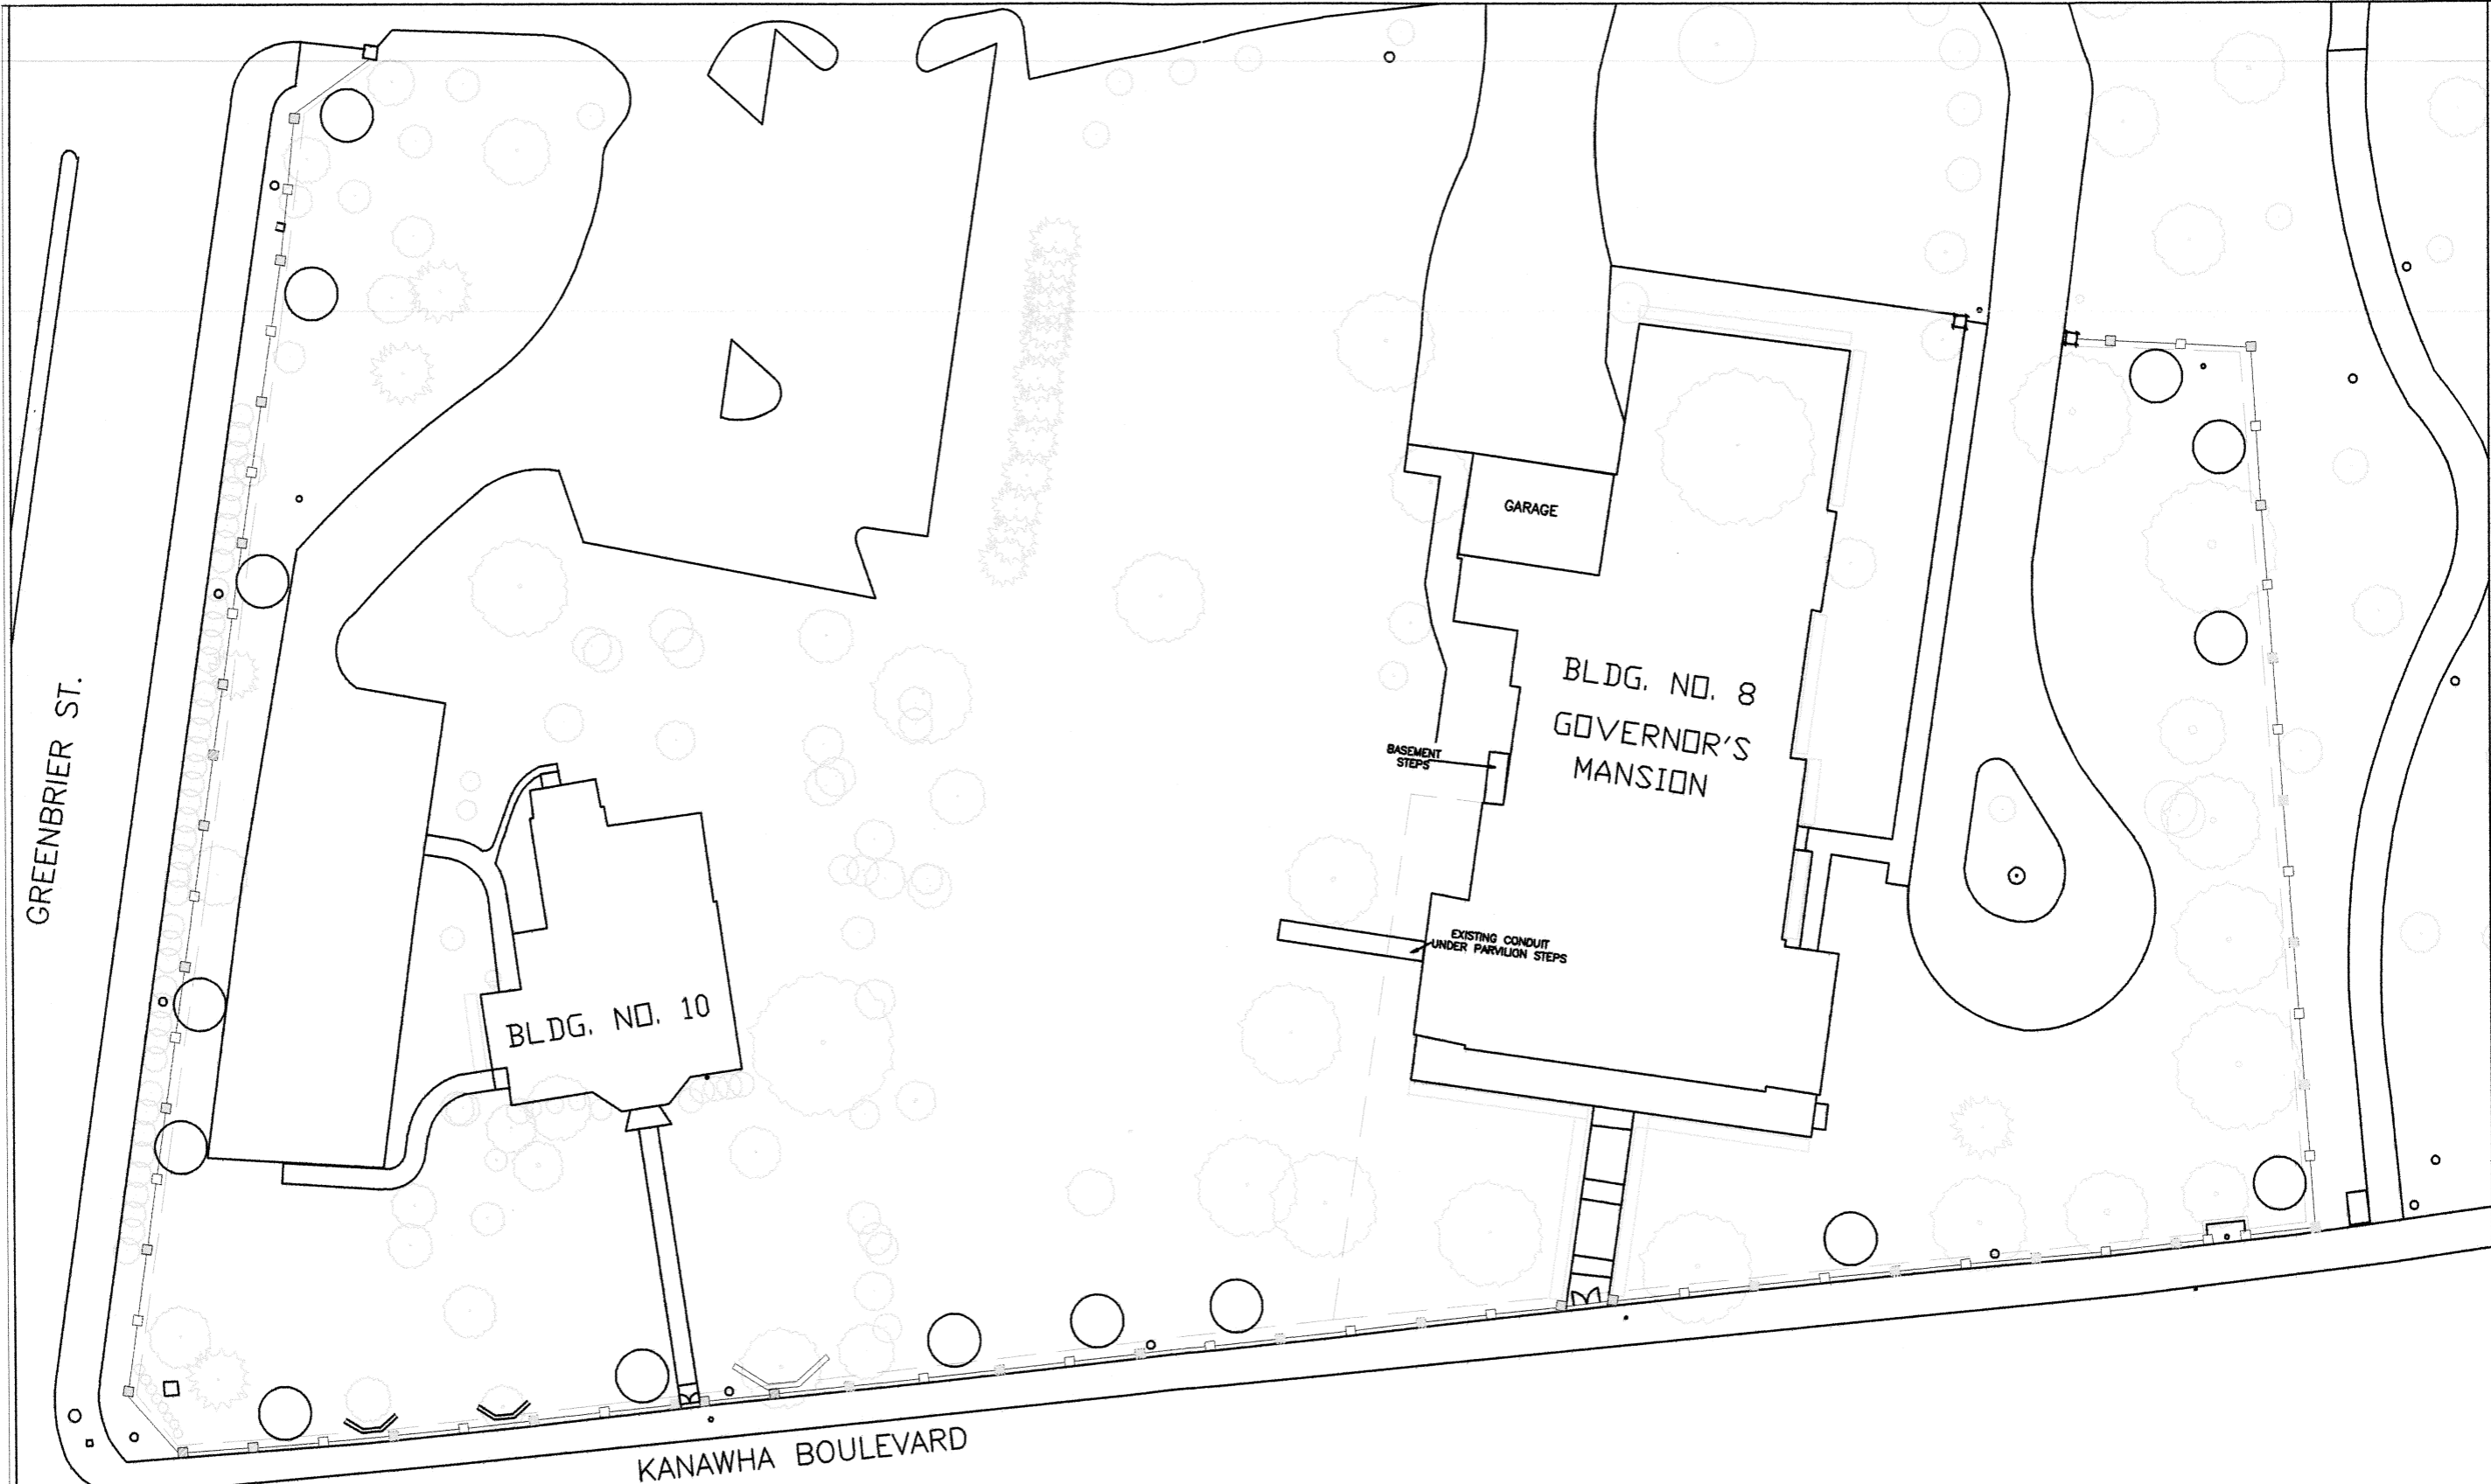 GARAGE
BLDG. NO. 8
GOVERNOR'S
MANSION
BASEMENT
STEPS
EXISTING CONDUIT
UNDER PARVILION STEPS
GREENBRIER ST.
BLDG. NO. 10
KANAWHA BOULEVARD